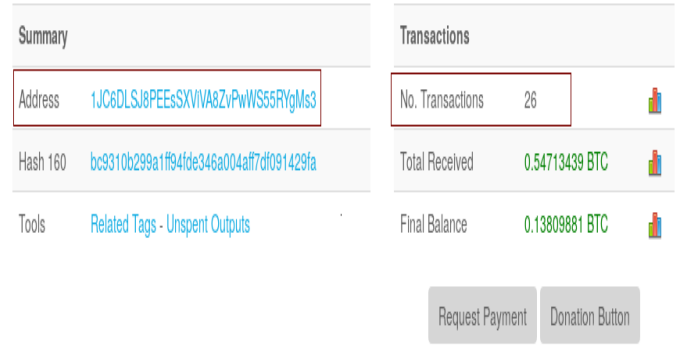 Summary
Address 1JC6DLSJ8PEEsSXViVA8ZvPwWS55RYgMs3
Hash 160 bc9310b299a1ff94fde346a004aff7df091429fa
Tools Related Tags - Unspent Outputs
Transactions
No. Transactions 26
Total Received 0.54713439 BTC
Final Balance 0.13809881 BTC
Request Payment Donation Button